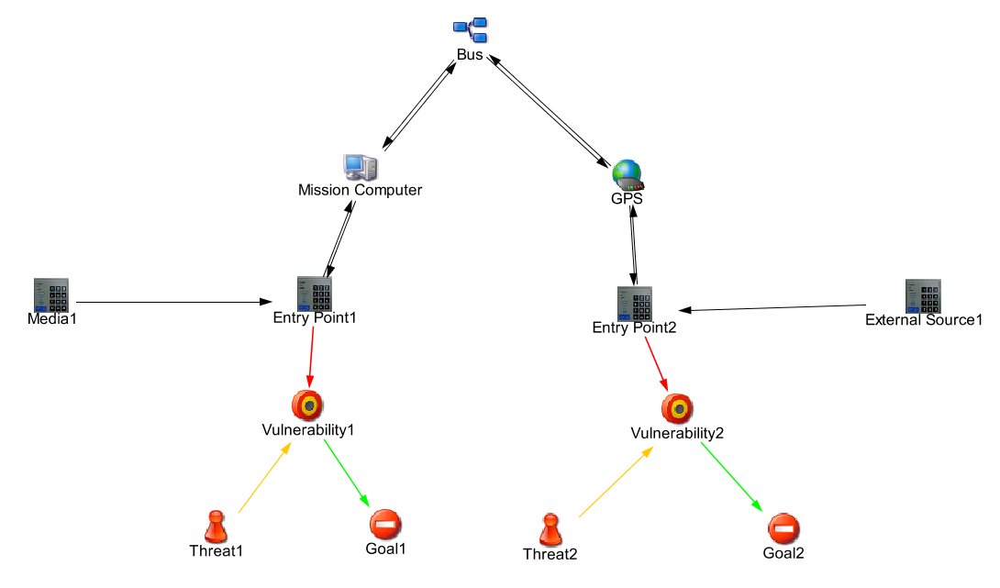 Bus
Mission Computer
GPS
Media1
Entry Point1
Entry Point2
External Source1
Vulnerability1
Vulnerability2
Threat1
Goal1
Threat2
Goal2